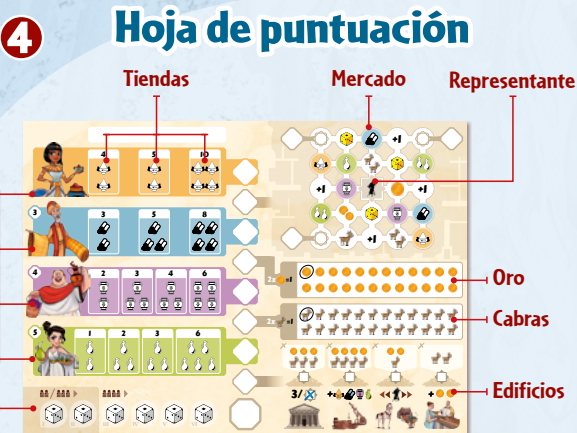 4
Hoja de puntuación
Tiendas
Mercado
Representante
4 5 10
+1
+1 +1
3
3 5 8
+1
4
2 3 4 6
2x =1
Oro
2x =1
Cabras
5
1 2 3 6
3/ + +
Edificios